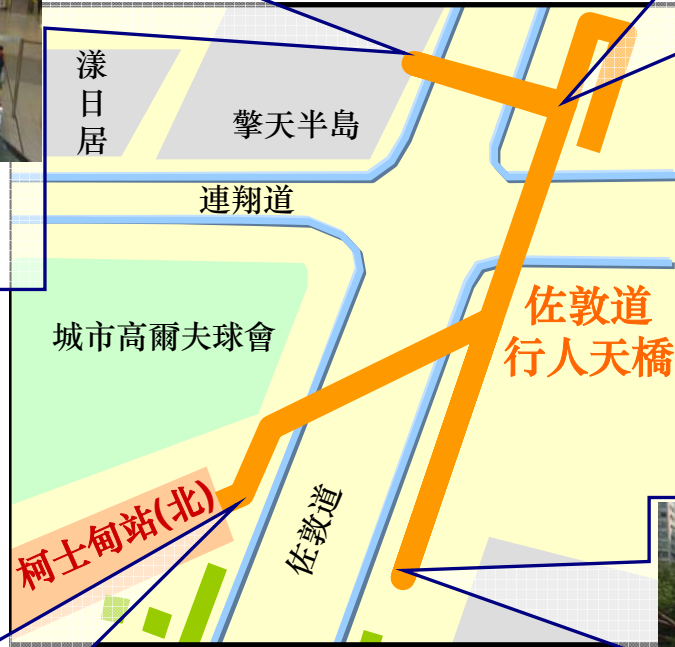 漾日居
擎天半島
連翔道
佐敦道
行人天橋
城市高爾夫球會
柯士甸站(北)
佐敦道